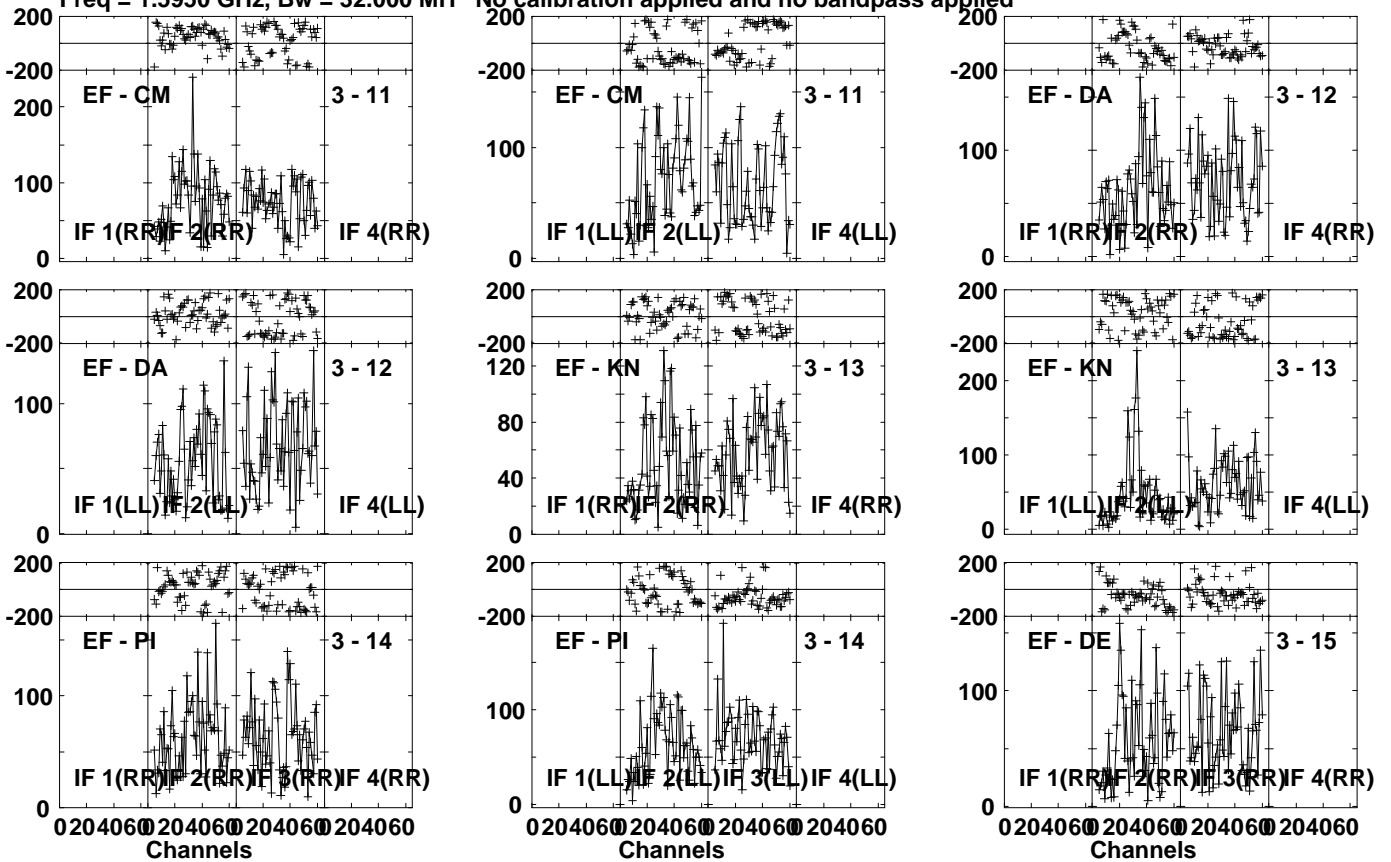 Freq = 1.5950 GHz, Bw = 32.000 MH No calibration applied and no bandpass applied
200
-200
EF - CM 3 - 11
200
100
IF 1(RR) IF 2(RR) IF 4(RR)
0
200
-200
EF - CM 3 - 11
100
IF 1(LL) IF 2(LL) IF 4(LL)
0
200
-200
EF - DA 3 - 12
100
IF 1(RR) IF 2(RR) IF 4(RR)
0
200
-200
EF - DA 3 - 12
100
IF 1(LL) IF 2(LL) IF 4(LL)
0
200
-200
EF - KN 3 - 13
120
80
40
IF 1(RR) IF 2(RR) IF 4(RR)
0
200
-200
EF - KN 3 - 13
200
100
IF 1(LL) IF 2(LL) IF 4(LL)
0
200
-200
EF - PI 3 - 14
100
IF 1(RR) IF 2(RR) IF 3(RR) IF 4(RR)
0
0 20 40 60 0 20 40 60 0 20 40 60 0 20 40 60
Channels
200
-200
EF - PI 3 - 14
100
IF 1(LL) IF 2(LL) IF 3(LL) IF 4(LL)
0
0 20 40 60 0 20 40 60 0 20 40 60 0 20 40 60
Channels
200
-200
EF - DE 3 - 15
100
IF 1(RR) IF 2(RR) IF 3(RR) IF 4(RR)
0
0 20 40 60 0 20 40 60 0 20 40 60 0 20 40 60
Channels